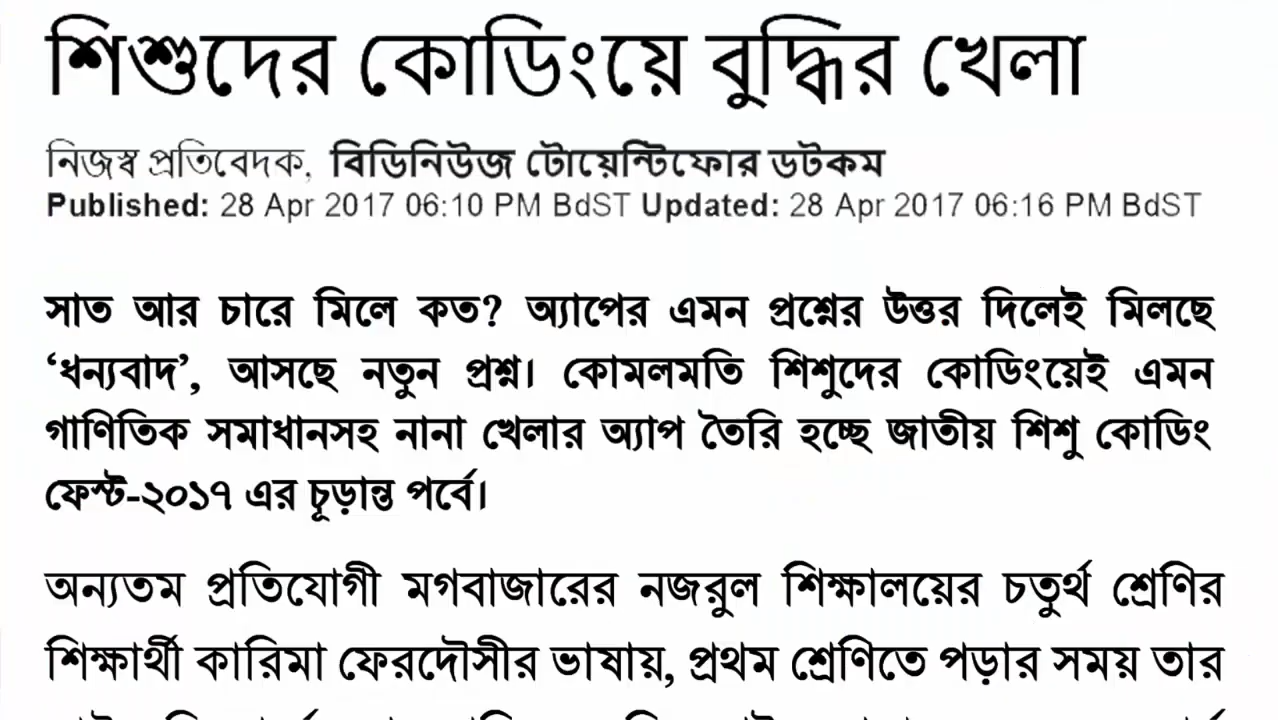 শিশুদের কোডিংয়ে বুদ্ধির খেলা
নিজস্ব প্রতিবেদক, বিডিনিউজ টোয়েন্টিফোর ডটকম
Published: 28 Apr 2017 06:10 PM BdST Updated: 28 Apr 2017 06:16 PM BdST
সাত আর চারে মিলে কত? অ্যাপের এমন প্রশ্নের উত্তর দিলেই মিলছে
‘ধন্যবাদ’, আসছে নতুন প্রশ্ন। কোমলমতি শিশুদের কোডিংয়েই এমন
গাণিতিক সমাধানসহ নানা খেলার অ্যাপ তৈরি হচ্ছে জাতীয় শিশু কোডিং
ফেস্ট-২০১৭ এর চূড়ান্ত পর্বে।
অন্যতম প্রতিযোগী মগবাজারের নজরুল শিক্ষালয়ের চতুর্থ শ্রেণির
শিক্ষার্থী কারিমা ফেরদৌসীর ভাষায়, প্রথম শ্রেণিতে পড়ার সময় তার